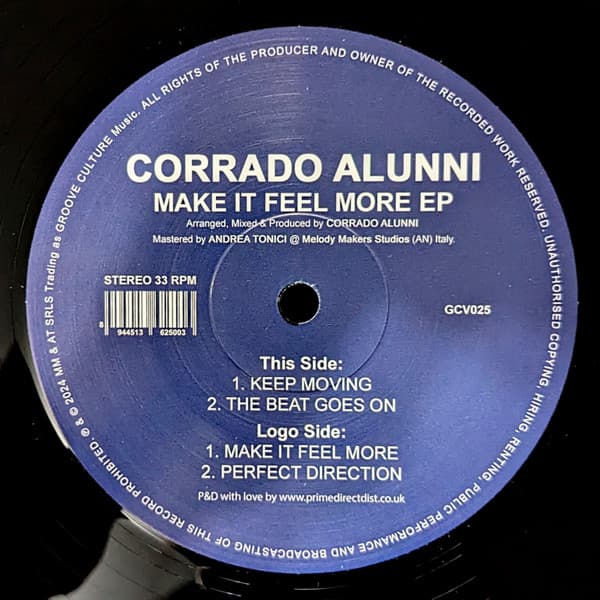 ℗ & © 2024 MM & AT SRLS Trading as GROOVE CULTURE Music. ALL RIGHTS OF THE PRODUCER AND OWNER OF THE RECORDED WORK RESERVED. UNAUTHORISED COPYING, HIRING, RENTING, PUBLIC PERFORMANCE AND BROADCASTING OF THIS RECORD PROHIBITED.
CORRADO ALUNNI
MAKE IT FEEL MORE EP
Arranged, Mixed & Produced by CORRADO ALUNNI
Mastered by ANDREA TONICI @ Melody Makers Studios (AN) Italy.
STEREO 33 RPM
8 944513 625003
GCV025
This Side:
1. KEEP MOVING
2. THE BEAT GOES ON
Logo Side:
1. MAKE IT FEEL MORE
2. PERFECT DIRECTION
P&D with love by www.primedirectdist.co.uk